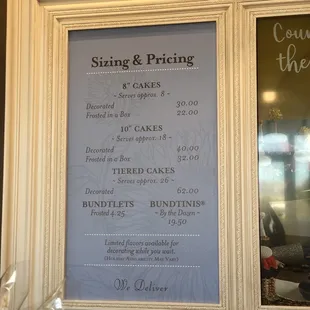 Sizing & Pricing
8" CAKES
~ Serves approx. 8 ~
Decorated 30.00
Frosted in a Box 22.00
10" CAKES
~ Serves approx. 18 ~
Decorated 40.00
Frosted in a Box 32.00
TIERED CAKES
~ Serves approx. 26 ~
Decorated 62.00
BUNDTLETS BUNDTINIS®
Frosted 4.25 ~ By the Dozen ~
19.50
Limited flavors available for
decorating while you wait.
We Deliver
the